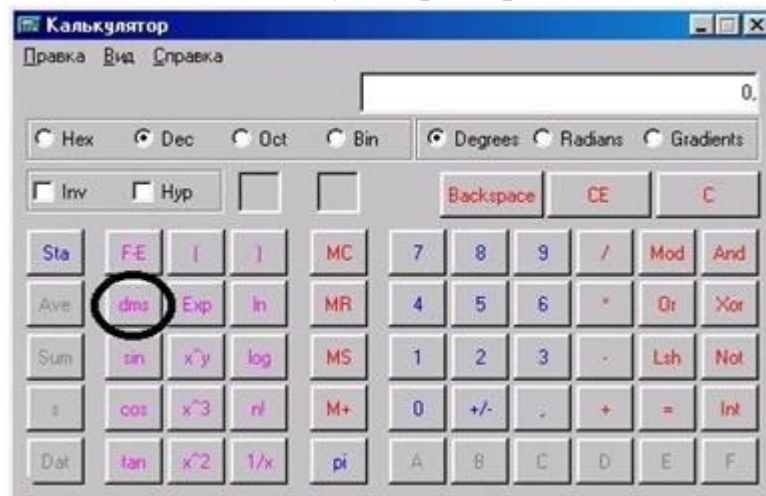 Калькулятор
Правка Вид Справка
0,
Hex Dec Oct Bin Degrees Radians Gradients
Inv Hyp Backspace CE C
Sta F-E ( ) MC 7 8 9 / Mod And
Ave dms Exp ln MR 4 5 6 * Or Xor
Sum sin x^y log MS 1 2 3 - Lsh Not
s cos x^3 n! M+ 0 +/- , + = Int
Dat tan x^2 1/x pi A B C D E F